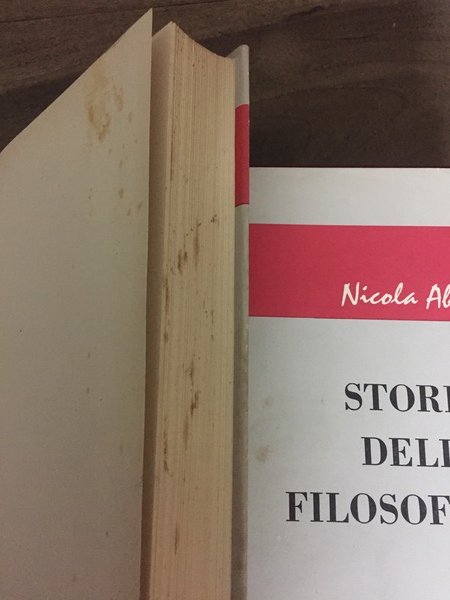 Nicola Ab
STORI
DELL
FILOSOF